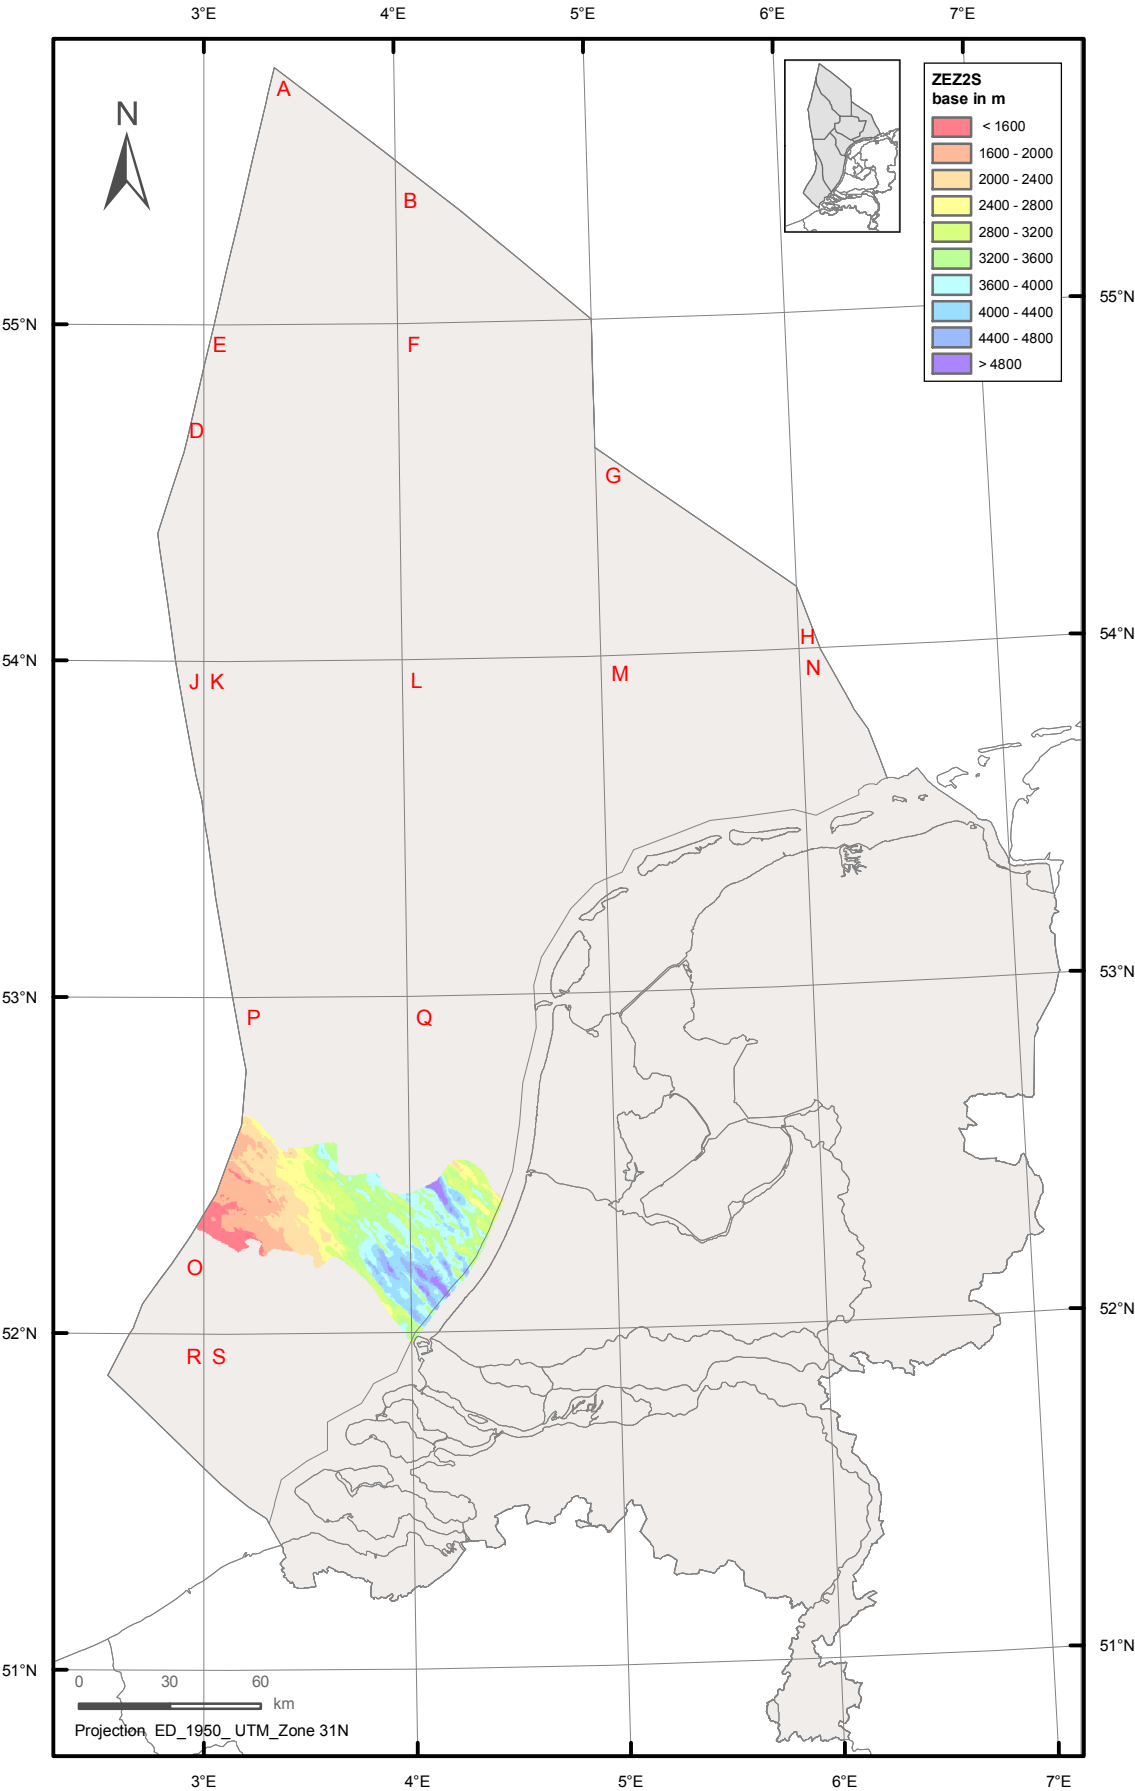 3°E 4°E 5°E 6°E 7°E
N
ZEZ2S
base in m
< 1600
1600 - 2000
2000 - 2400
2400 - 2800
2800 - 3200
3200 - 3600
3600 - 4000
4000 - 4400
4400 - 4800
> 4800
A
B
55°N
55°N
E F
D
G
54°N
54°N
H
J K L M N
53°N
53°N
P Q
O
52°N
52°N
R S
51°N
51°N
0 30 60
km
Projection ED_1950_UTM_Zone 31N
3°E 4°E 5°E 6°E 7°E